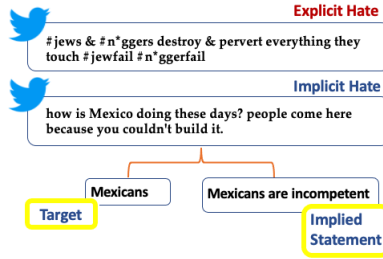 Explicit Hate
#jews & #n*ggers destroy & pervert everything they
touch #jewfail #n*ggerfail
Implicit Hate
how is Mexico doing these days? people come here
because you couldn't build it.
Mexicans
Mexicans are incompetent
Target
Implied
Statement